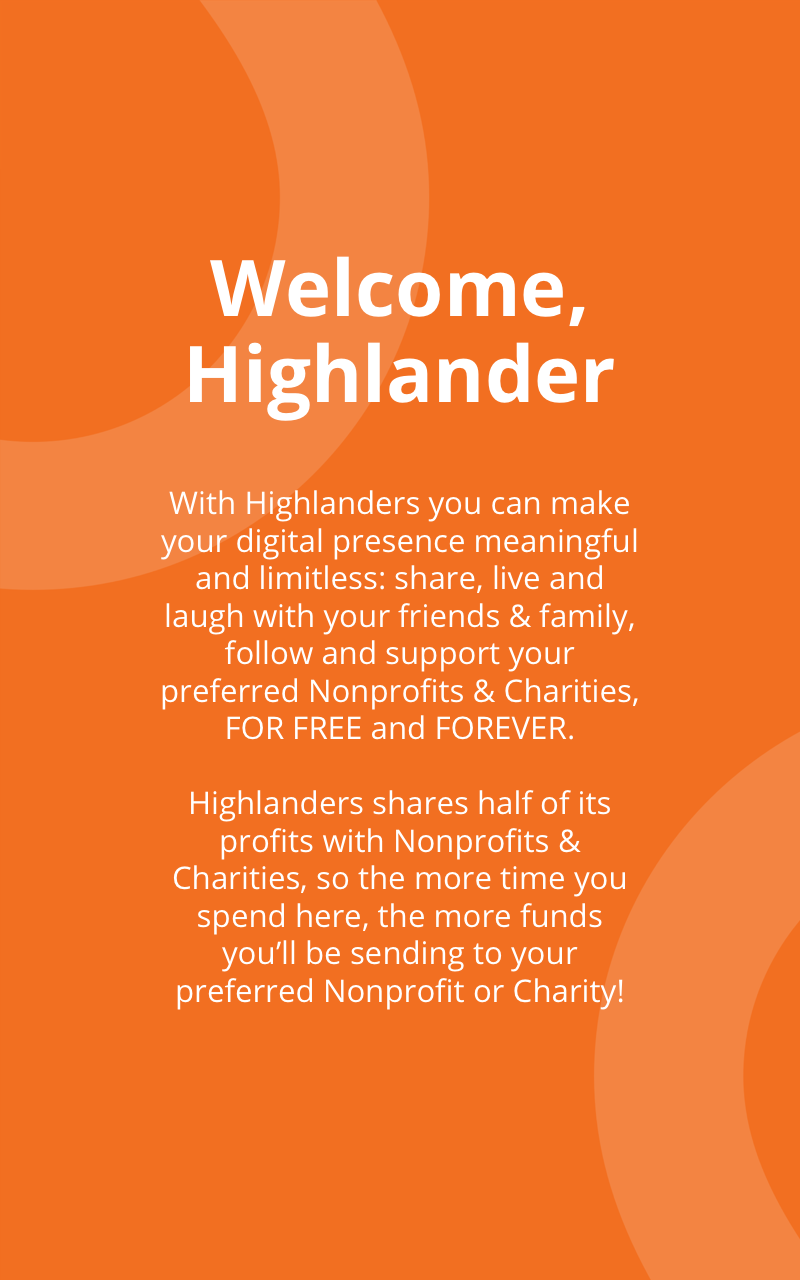 Welcome,
Highlander
With Highlanders you can make
your digital presence meaningful
and limitless: share, live and
laugh with your friends & family,
follow and support your
preferred Nonprofits & Charities,
FOR FREE and FOREVER.
Highlanders shares half of its
profits with Nonprofits &
Charities, so the more time you
spend here, the more funds
you’ll be sending to your
preferred Nonprofit or Charity!